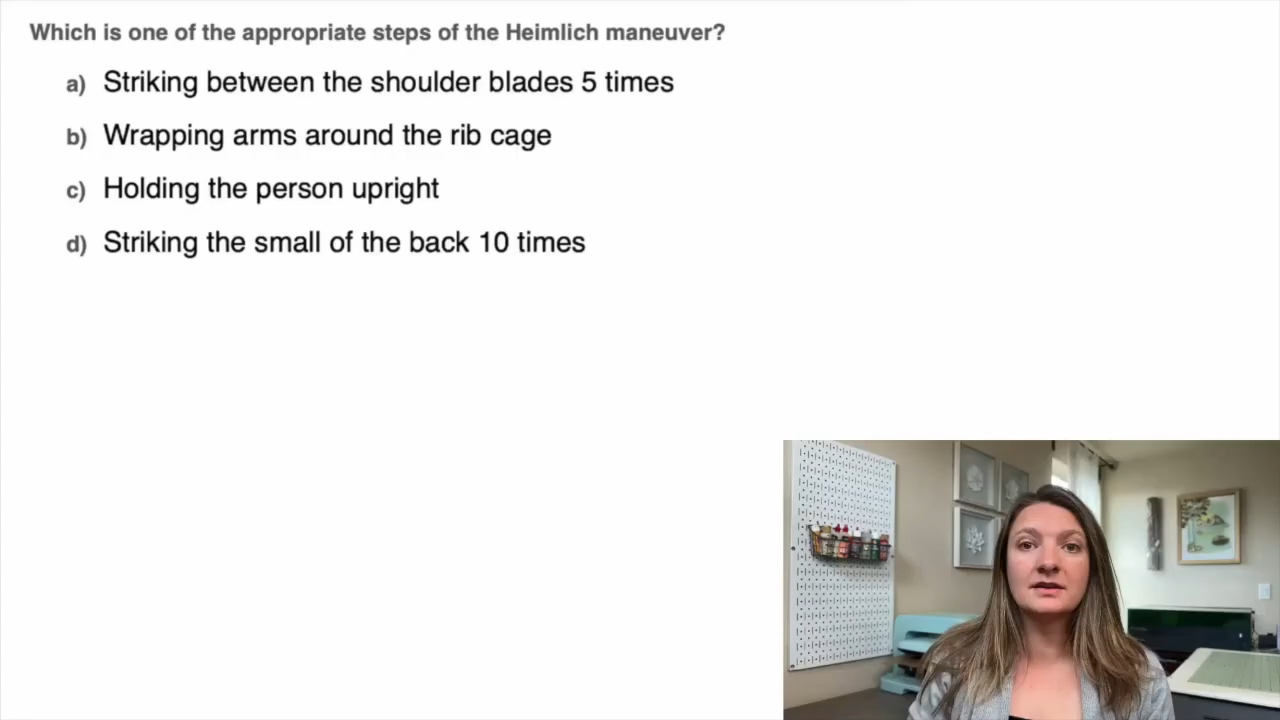 Which is one of the appropriate steps of the Heimlich maneuver?
a) Striking between the shoulder blades 5 times
b) Wrapping arms around the rib cage
c) Holding the person upright
d) Striking the small of the back 10 times